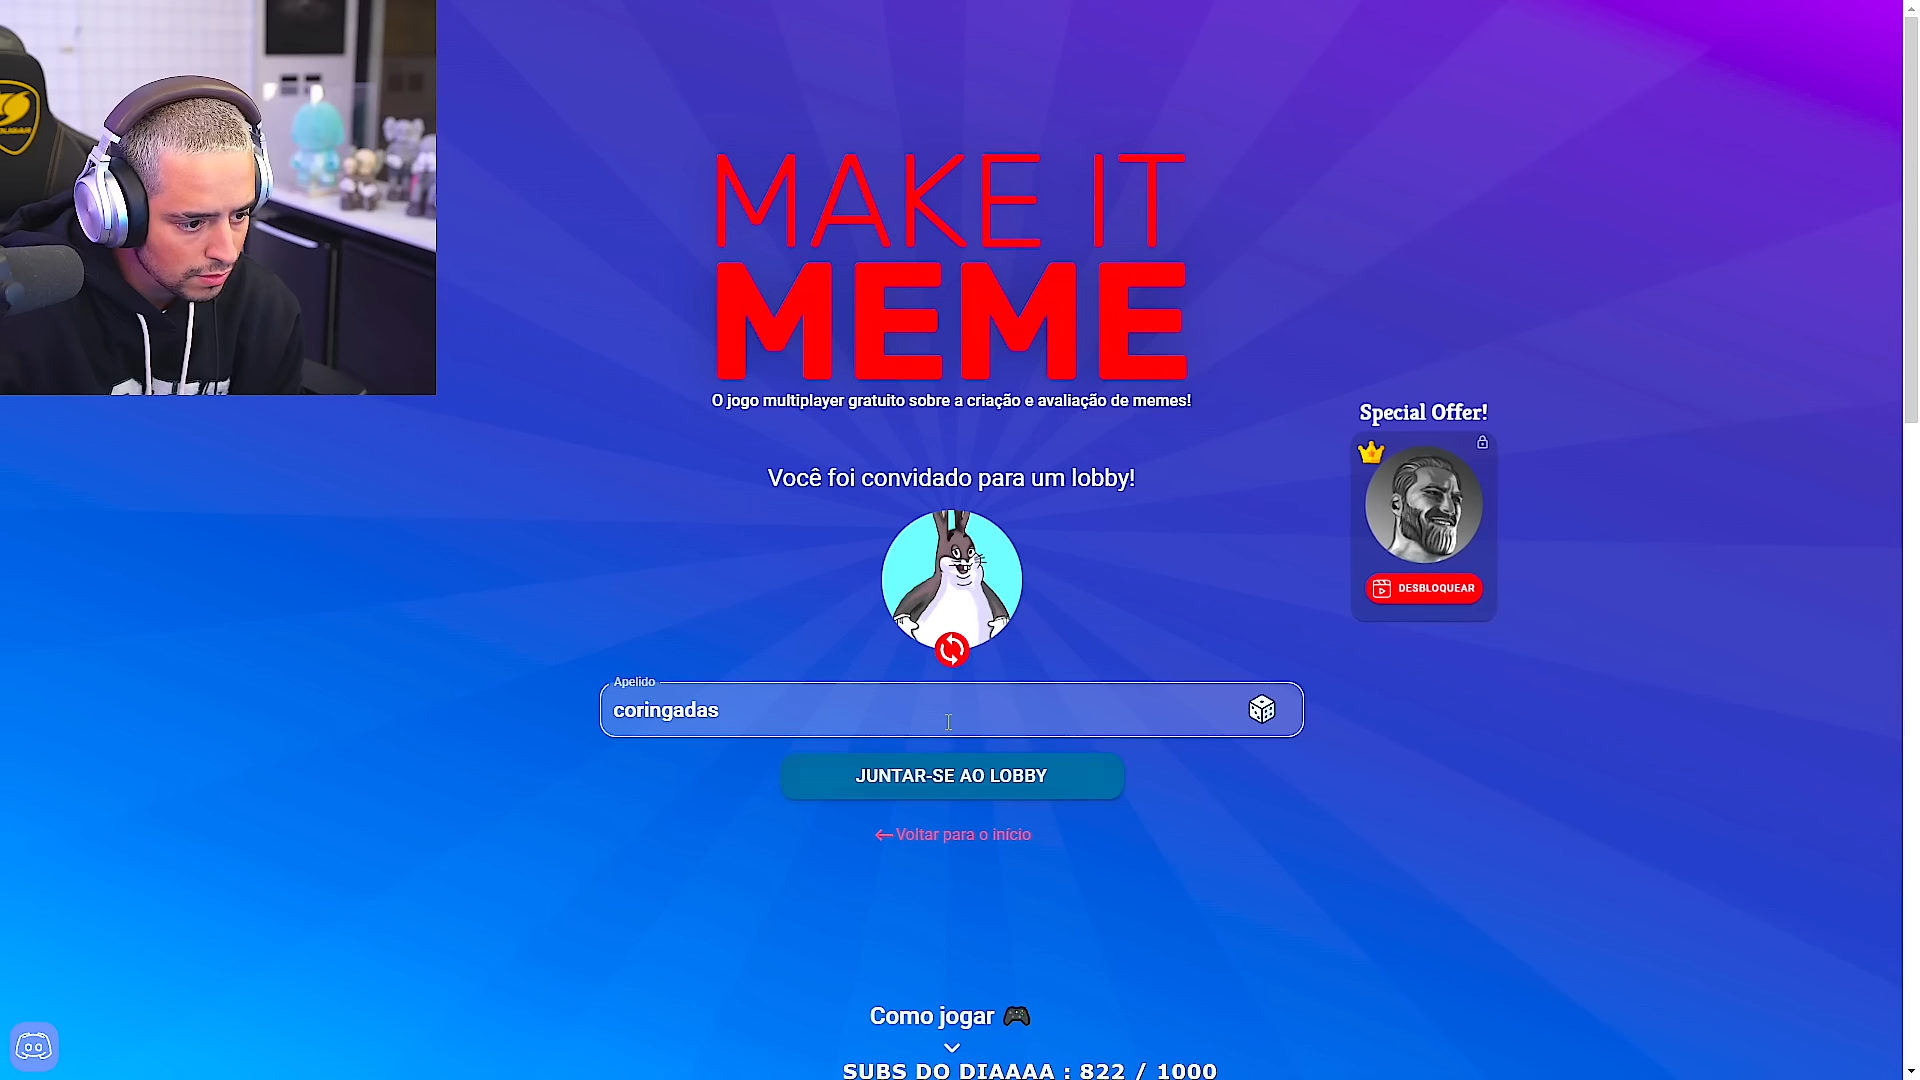 MAKE IT
MEME
O jogo multiplayer gratuito sobre a criação e avaliação de memes!
Special Offer!
Você foi convidado para um lobby!
DESBLOQUEAR
Apelido
coringadas
JUNTAR-SE AO LOBBY
Voltar para o início
Como jogar
SUBS DO DIAAAA : 822 / 1000